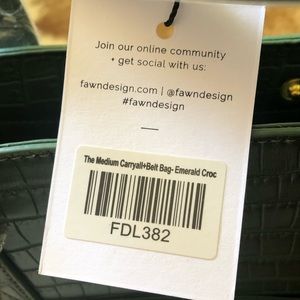 Join our online community
+ get social with us:
fawndesign.com | @fawndesign
#fawndesign
The Medium Carryall+Belt Bag- Emerald Croc
FDL382